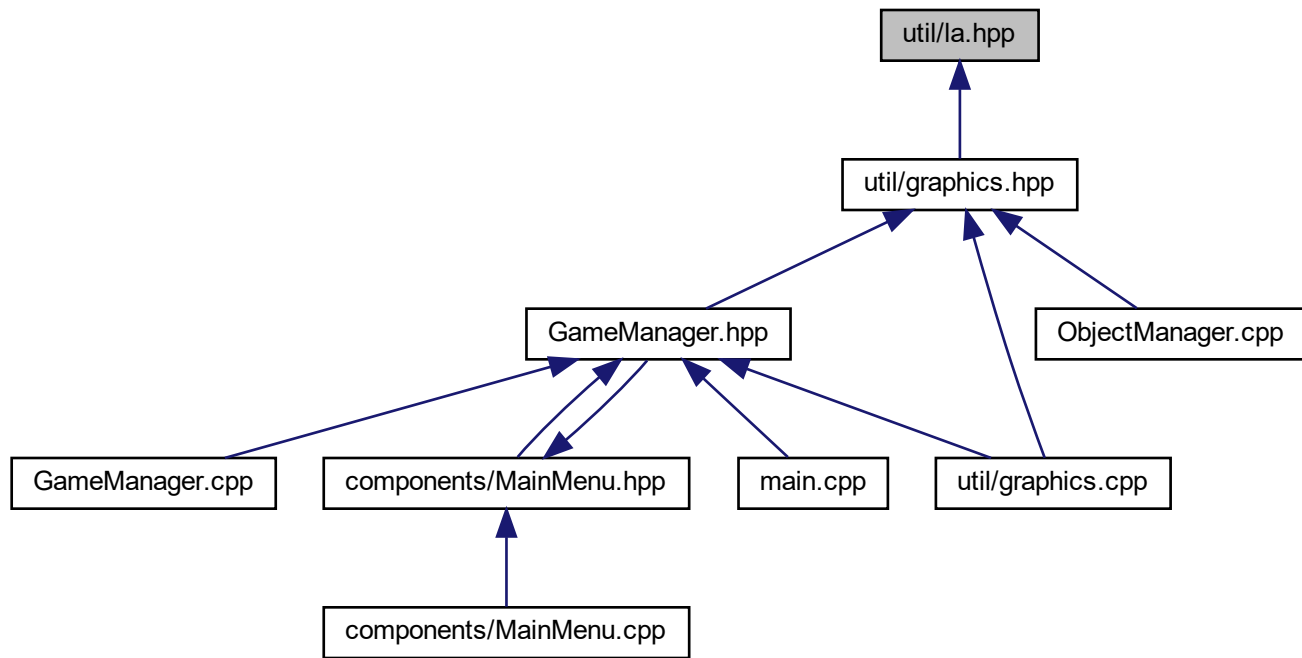 util/la.hpp
util/graphics.hpp
GameManager.hpp
ObjectManager.cpp
GameManager.cpp
components/MainMenu.hpp
main.cpp
util/graphics.cpp
components/MainMenu.cpp